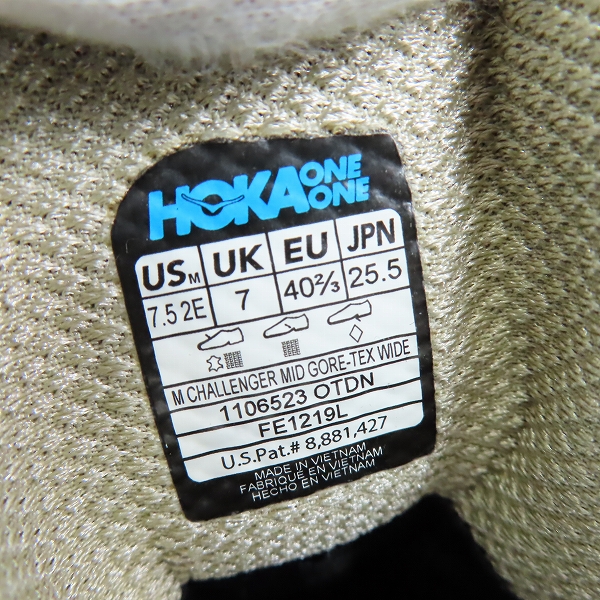 HOKA ONE ONE
US M UK EU JPN
7.5 2E 7 40⅔ 25.5
M CHALLENGER MID GORE-TEX WIDE
1106523 OTDN
FE1219L
U.S.Pat.# 8,881,427
MADE IN VIETNAM
FABRIQUE EN VIETNAM
HECHO EN VIETNAM